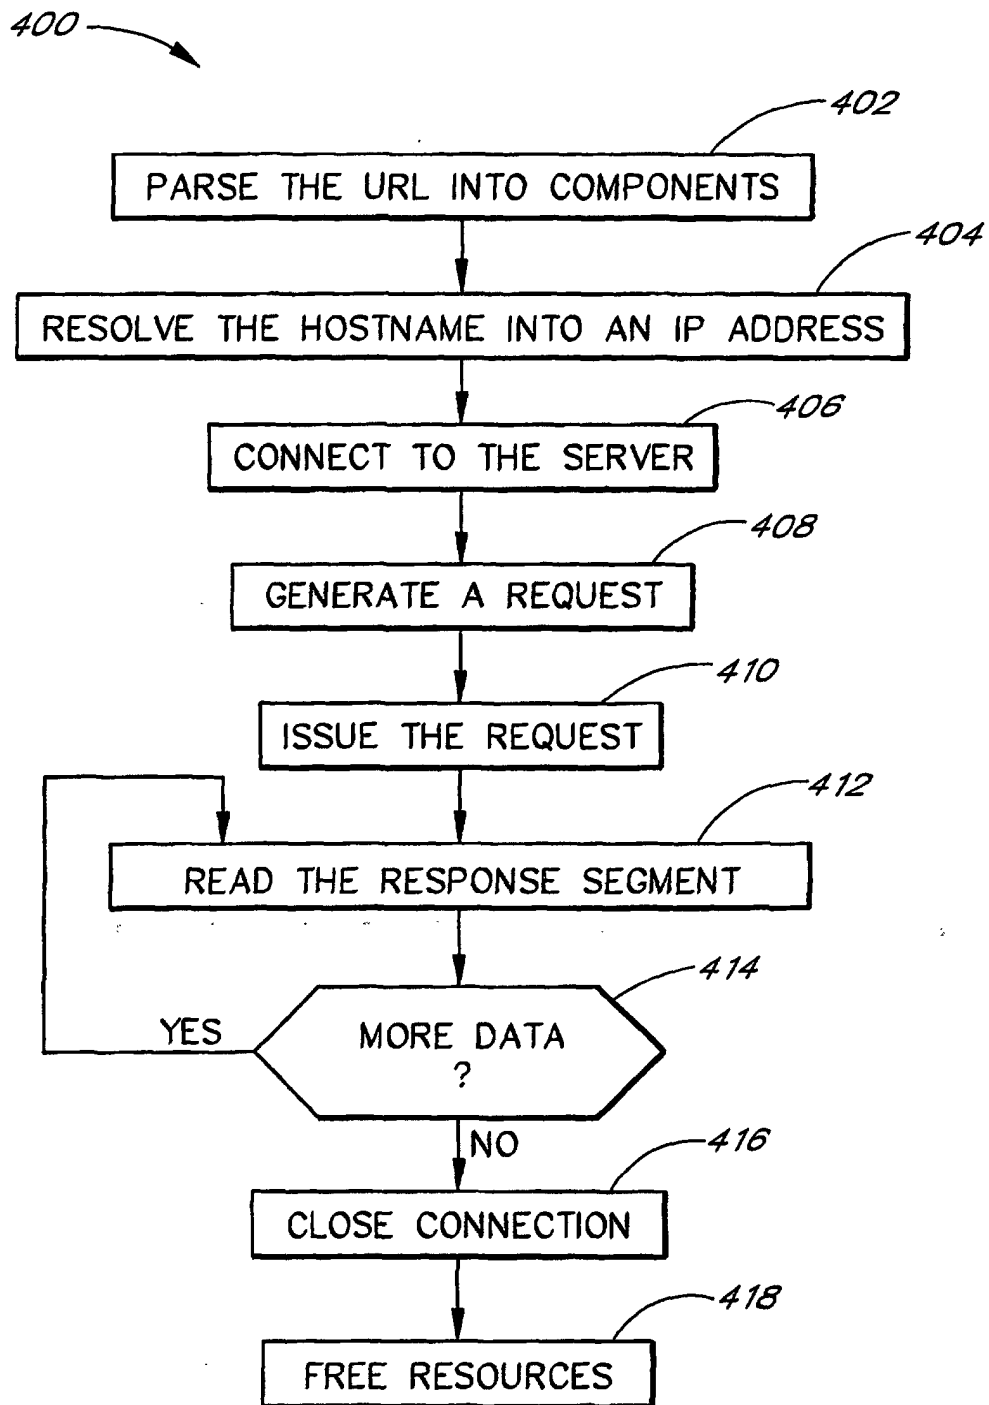 400
402
PARSE THE URL INTO COMPONENTS
404
RESOLVE THE HOSTNAME INTO AN IP ADDRESS
406
CONNECT TO THE SERVER
408
GENERATE A REQUEST
410
ISSUE THE REQUEST
412
READ THE RESPONSE SEGMENT
414
MORE DATA
?
YES
NO
416
CLOSE CONNECTION
418
FREE RESOURCES